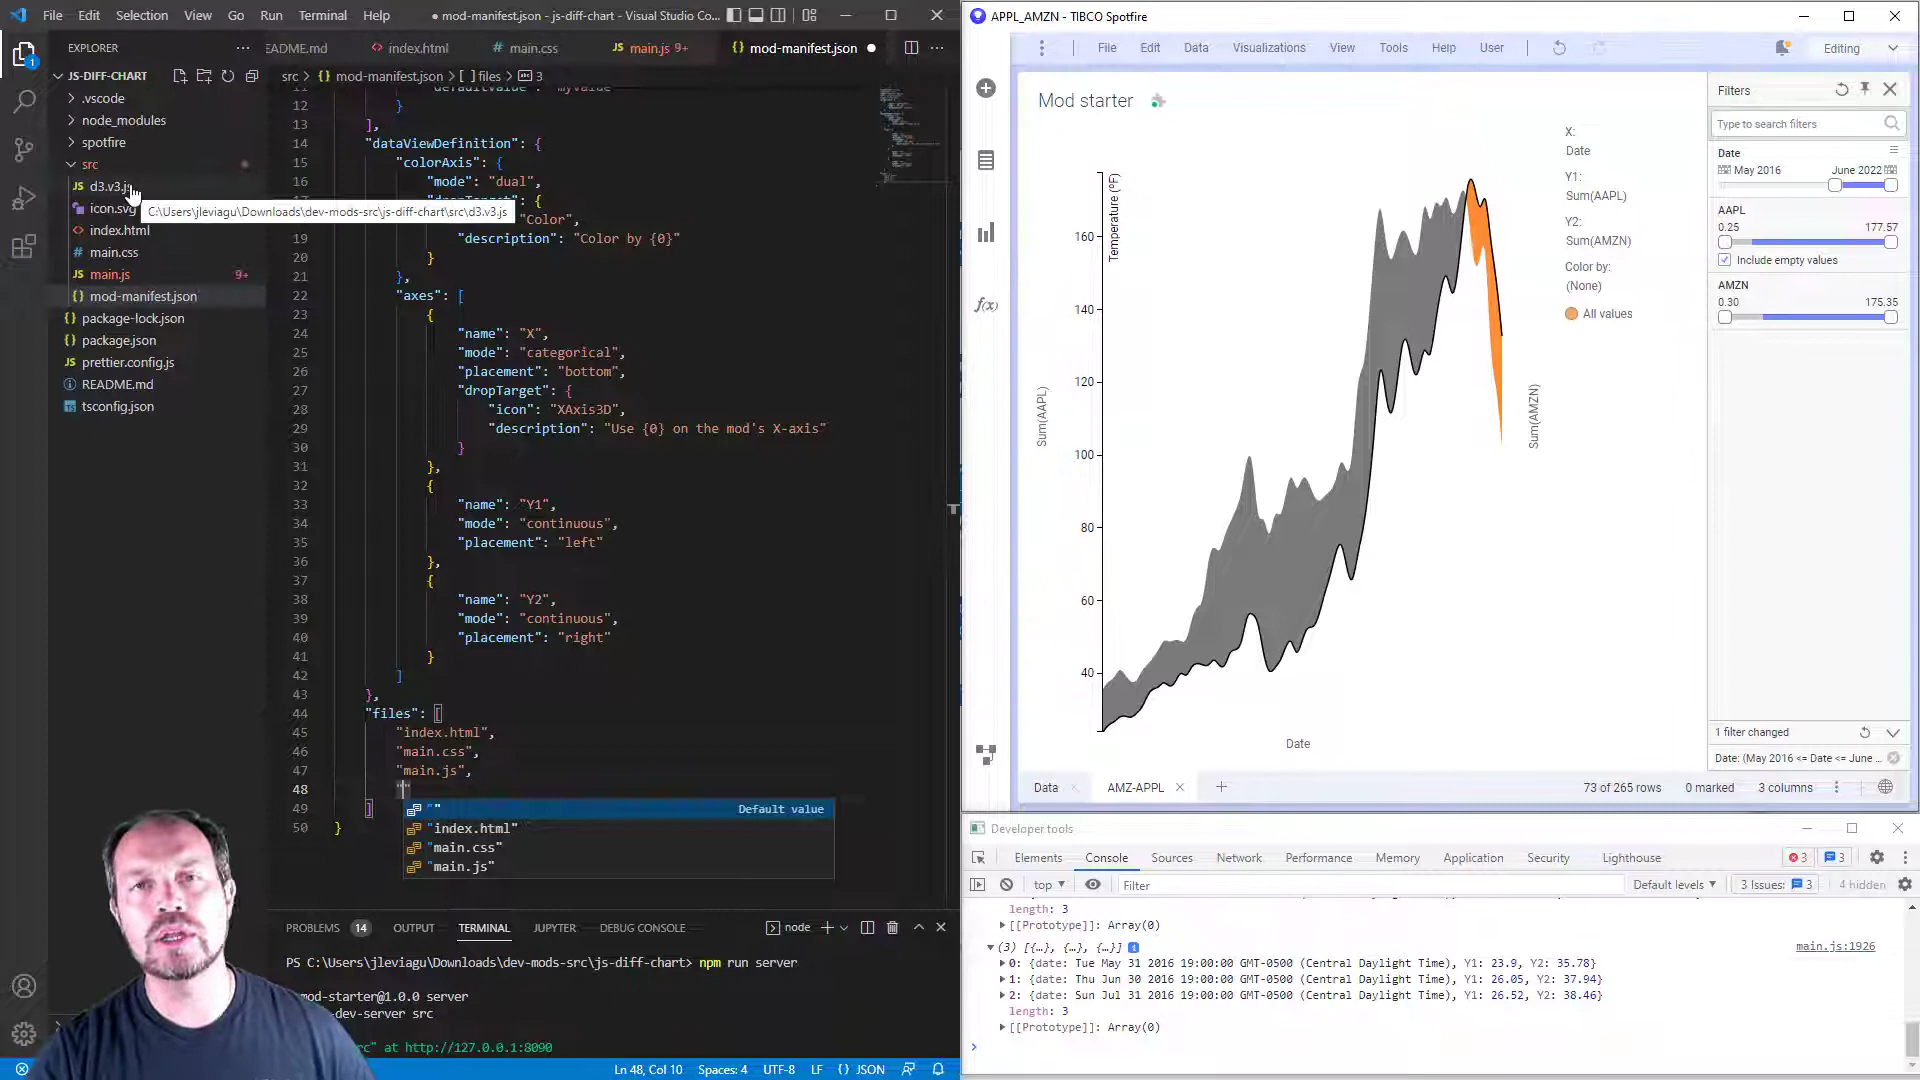 File Edit Selection View Go Run Terminal Help
● mod-manifest.json - js-diff-chart - Visual Studio Co...
EXPLORER
EADME.md
index.html
main.css
main.js 9+
mod-manifest.json
JS-DIFF-CHART
src > mod-manifest.json > [ ] files > 3
.vscode
node_modules
spotfire
src
d3.v3.js
icon.svg
index.html
main.css
main.js 9+
mod-manifest.json
package-lock.json
package.json
prettier.config.js
README.md
tsconfig.json
C:\Users\jleviagu\Downloads\dev-mods-src\js-diff-chart\src\d3.v3.js
12 }
13 ],
14 "dataViewDefinition": {
15 "colorAxis": {
16 "mode": "dual",
"Color",
19 "description": "Color by {0}"
20 }
21 },
22 "axes": [
23 {
24 "name": "X",
25 "mode": "categorical",
26 "placement": "bottom",
27 "dropTarget": {
28 "icon": "XAxis3D",
29 "description": "Use {0} on the mod's X-axis"
30 }
31 },
32 {
33 "name": "Y1",
34 "mode": "continuous",
35 "placement": "left"
36 },
37 {
38 "name": "Y2",
39 "mode": "continuous",
40 "placement": "right"
41 }
42 ]
43 },
44 "files": [
45 "index.html",
46 "main.css",
47 "main.js",
48 ""
49 ]
50 }
"" Default value
"index.html"
"main.css"
"main.js"
PROBLEMS 14 OUTPUT TERMINAL JUPYTER DEBUG CONSOLE
node
PS C:\Users\jleviagu\Downloads\dev-mods-src\js-diff-chart> npm run server
mod-starter@1.0.0 server
-dev-server src
" at http://127.0.0.1:8090
Ln 48, Col 10 Spaces: 4 UTF-8 LF { } JSON
APPL_AMZN - TIBCO Spotfire
File Edit Data Visualizations View Tools Help User
Editing
Mod starter
Temperature (ºF)
160
140
120
100
80
60
40
Sum(AAPL)
Sum(AMZN)
Date
X:
Date
Y1:
Sum(AAPL)
Y2:
Sum(AMZN)
Color by:
(None)
All values
Filters
Type to search filters
Date
May 2016 June 2022
AAPL
0.25 177.57
Include empty values
AMZN
0.30 175.35
1 filter changed
Date: (May 2016 <= Date <= June ...
f(x)
Data AMZ-APPL
73 of 265 rows 0 marked 3 columns
Developer tools
Elements Console Sources Network Performance Memory Application Security Lighthouse
3 3
top Filter Default levels 3 Issues: 3 4 hidden
length: 3
[[Prototype]]: Array(0)
(3) [{…}, {…}, {…}] i main.js:1926
0: {date: Tue May 31 2016 19:00:00 GMT-0500 (Central Daylight Time), Y1: 23.9, Y2: 35.78}
1: {date: Thu Jun 30 2016 19:00:00 GMT-0500 (Central Daylight Time), Y1: 26.05, Y2: 37.94}
2: {date: Sun Jul 31 2016 19:00:00 GMT-0500 (Central Daylight Time), Y1: 26.52, Y2: 38.46}
length: 3
[[Prototype]]: Array(0)